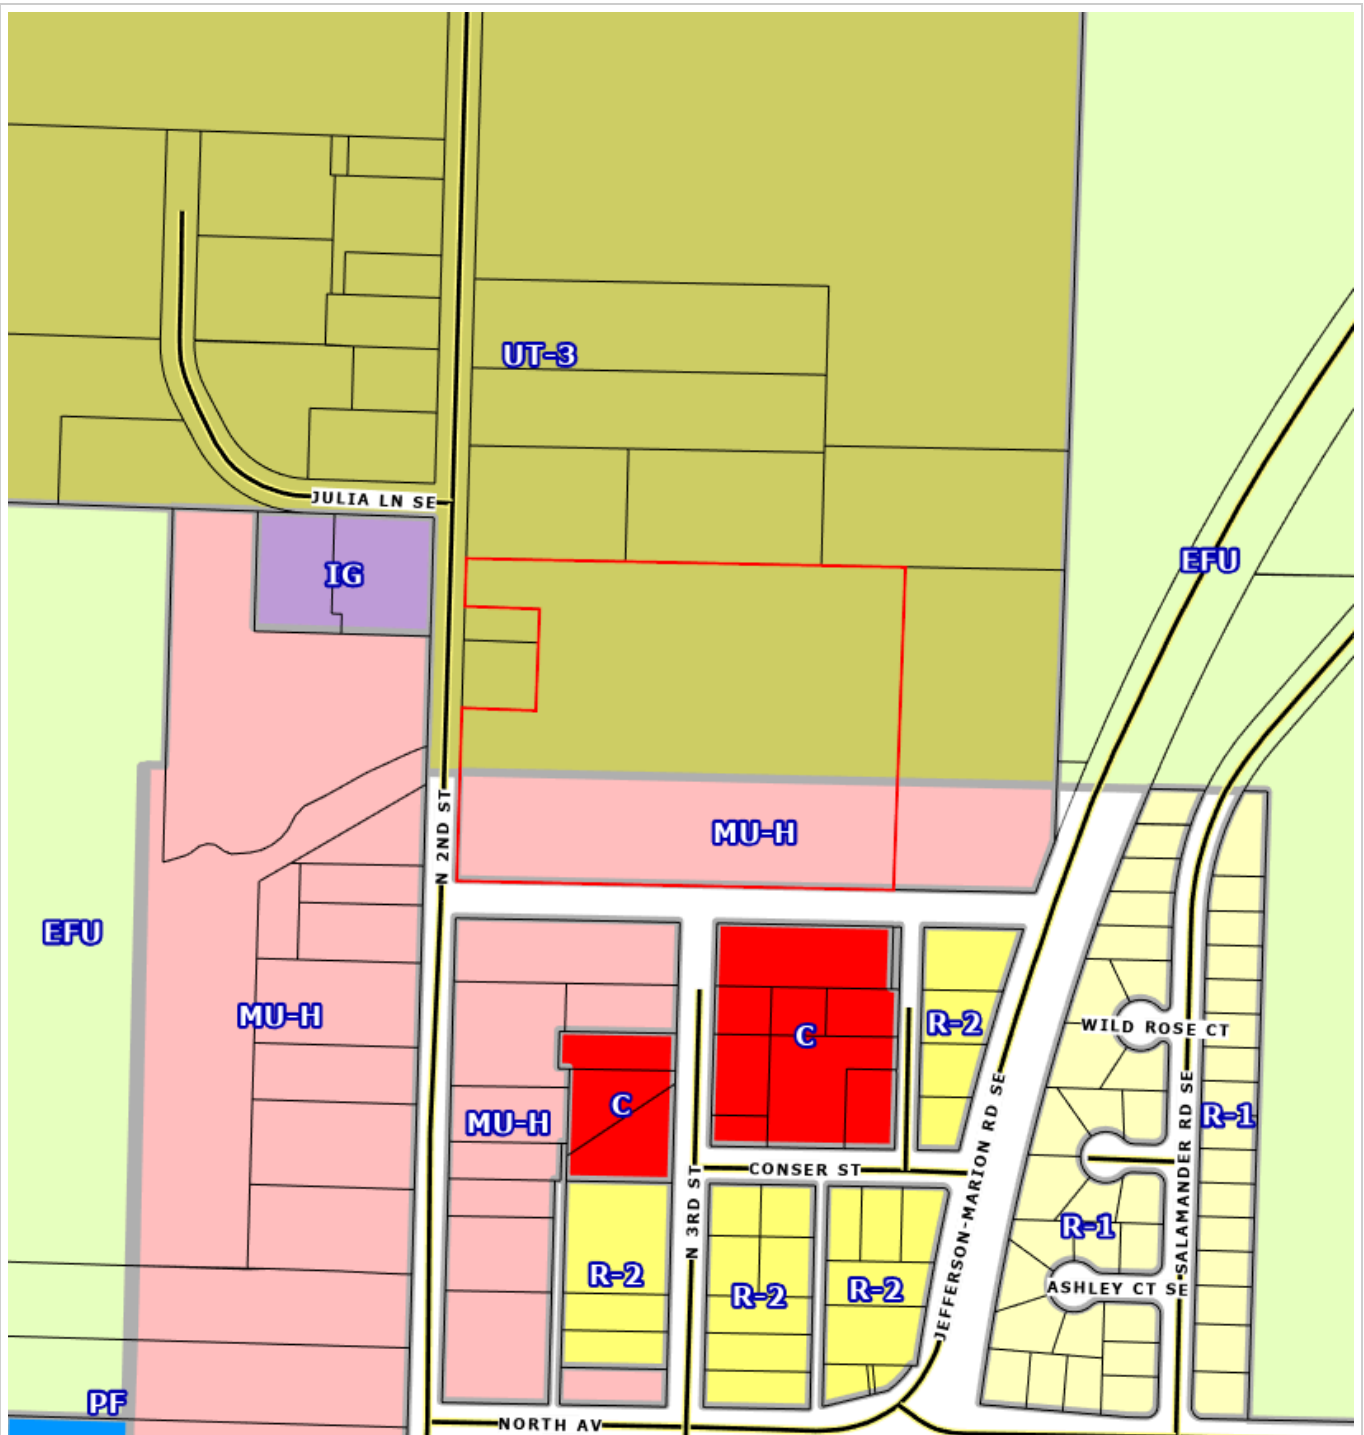 UT-3
JULIA LN SE
IG
EFU
N 2ND ST
MU-H
EFU
MU-H
C
R-2
WILD ROSE CT
C
MU-H
R-1
CONSER ST
N 3RD ST
JEFFERSON-MARION RD SE
SALAMANDER RD SE
R-1
R-2
R-2
R-2
ASHLEY CT SE
PF
NORTH AV